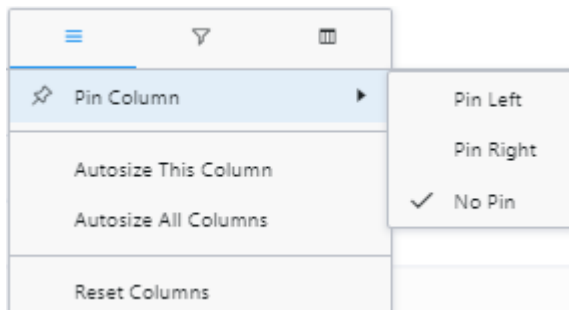 Pin Column
Pin Left
Pin Right
No Pin
Autosize This Column
Autosize All Columns
Reset Columns